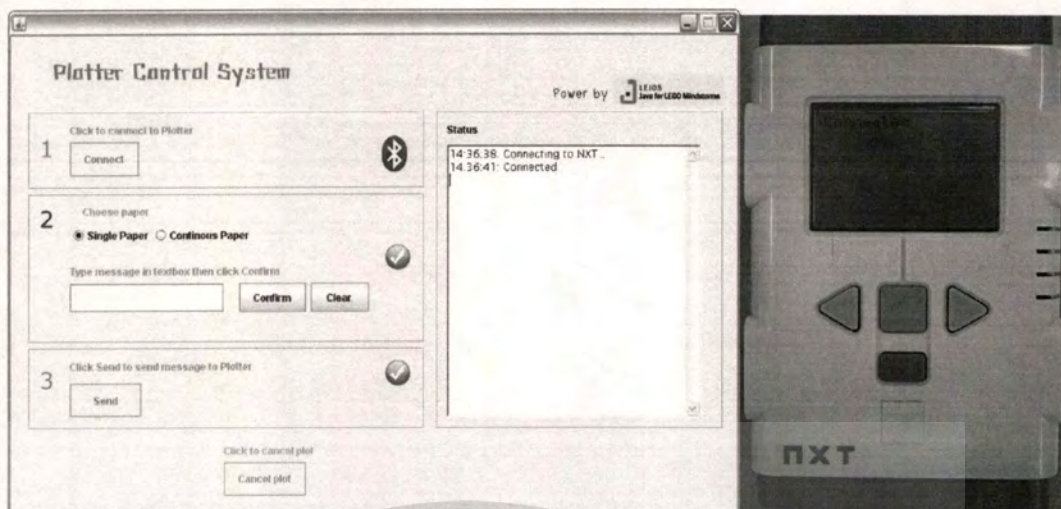 Plotter Control System
Power by
LEJOS
Java for LEGO Mindstorms
1
Click to connect to Plotter
Connect
2
Choose paper
Single Paper
Continous Paper
Type message in textbox then click Confirm
Confirm
Clear
3
Click Send to send message to Plotter
Send
Click to cancel plot
Cancel plot
Status
14:36:38: Connecting to NXT..
14:36:41: Connected
NXT